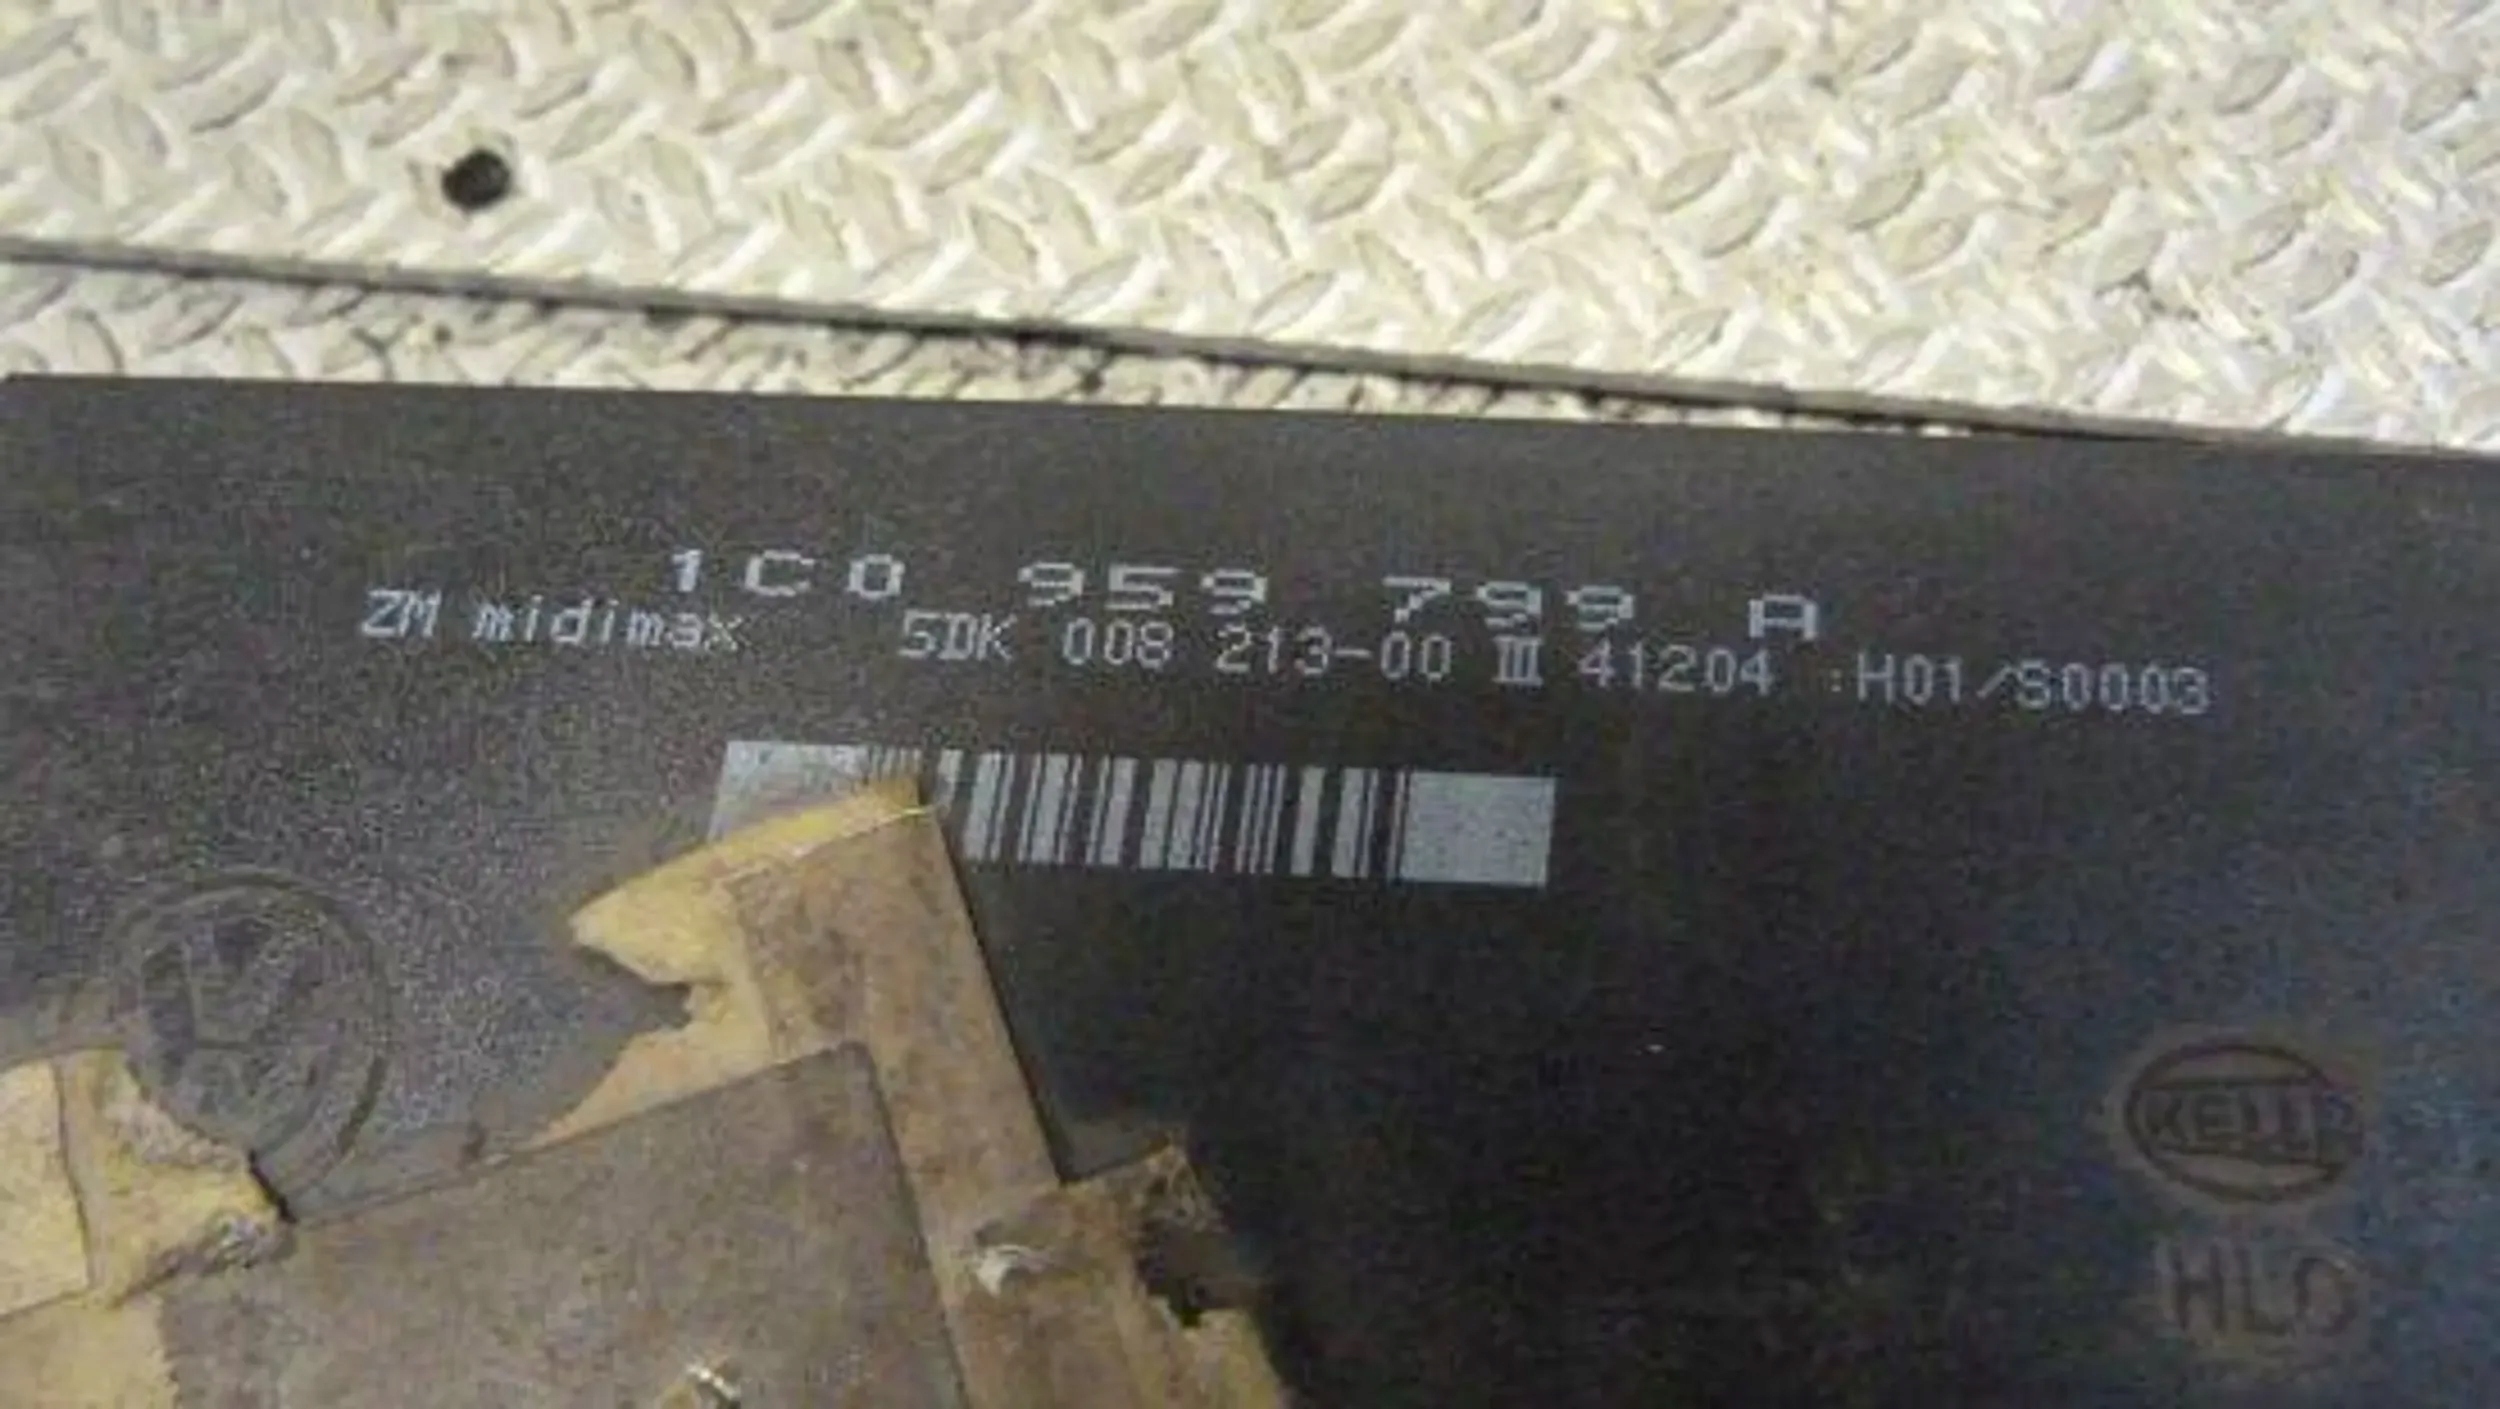 1C0 959 799 A
ZM midimax 5DK 008 213-00 III 41204 :H01/S0003
HELLA
HLO